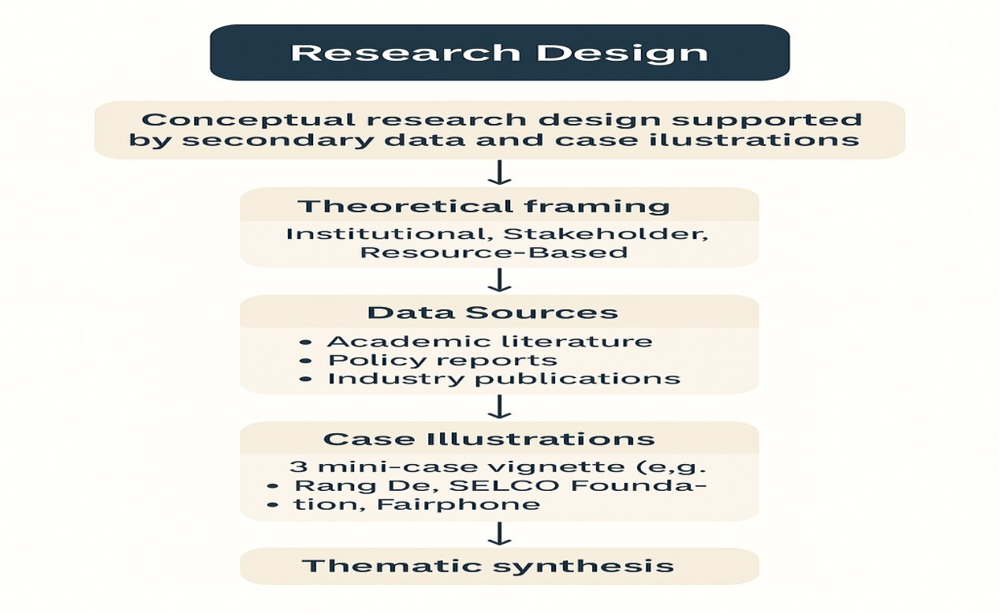 Research Design
Conceptual research design supported
by secondary data and case ilustrations
Theoretical framing
Institutional, Stakeholder,
Resource-Based
Data Sources
• Academic literature
• Policy reports
• Industry publications
Case Illustrations
3 mini-case vignette (e,g.
• Rang De, SELCO Founda-
• tion, Fairphone
Thematic synthesis